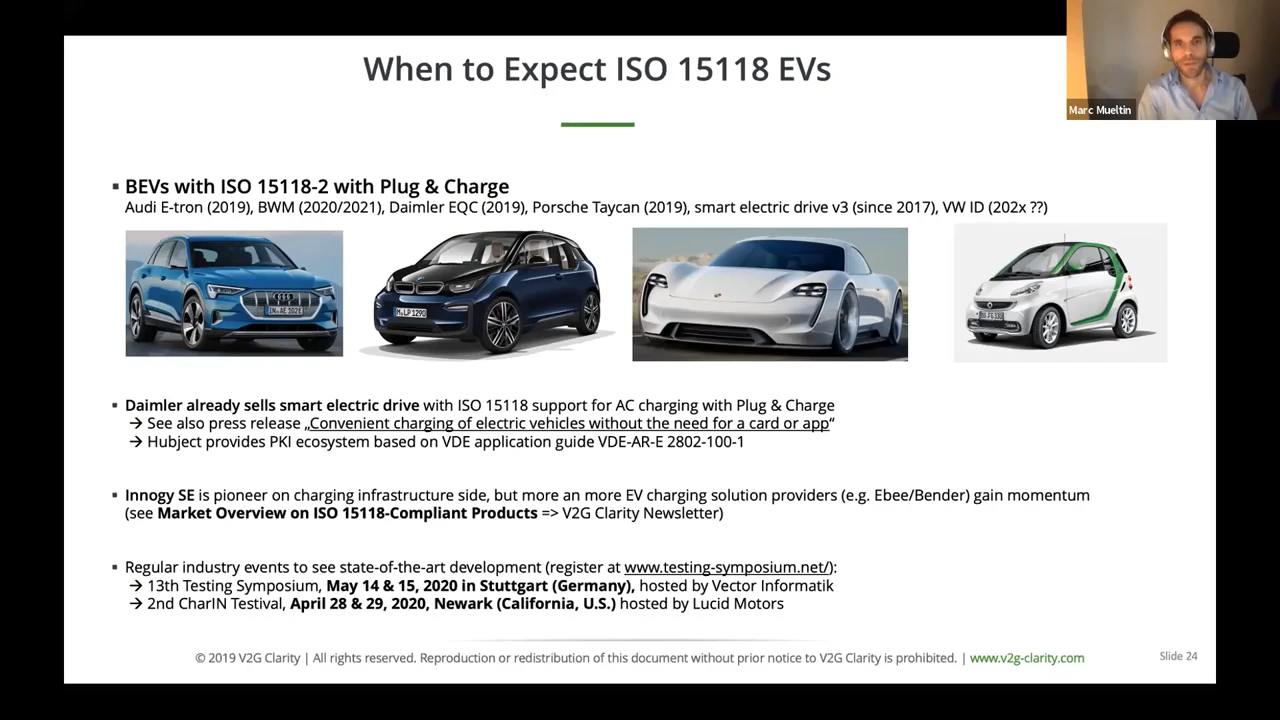 When to Expect ISO 15118 EVs
Marc Mueltin
▪ BEVs with ISO 15118-2 with Plug & Charge
Audi E-tron (2019), BWM (2020/2021), Daimler EQC (2019), Porsche Taycan (2019), smart electric drive v3 (since 2017), VW ID (202x ??)
▪ Daimler already sells smart electric drive with ISO 15118 support for AC charging with Plug & Charge
→ See also press release „Convenient charging of electric vehicles without the need for a card or app“
→ Hubject provides PKI ecosystem based on VDE application guide VDE-AR-E 2802-100-1
▪ Innogy SE is pioneer on charging infrastructure side, but more an more EV charging solution providers (e.g. Ebee/Bender) gain momentum
(see Market Overview on ISO 15118-Compliant Products => V2G Clarity Newsletter)
▪ Regular industry events to see state-of-the-art development (register at www.testing-symposium.net/):
→ 13th Testing Symposium, May 14 & 15, 2020 in Stuttgart (Germany), hosted by Vector Informatik
→ 2nd CharIN Testival, April 28 & 29, 2020, Newark (California, U.S.) hosted by Lucid Motors
© 2019 V2G Clarity | All rights reserved. Reproduction or redistribution of this document without prior notice to V2G Clarity is prohibited. | www.v2g-clarity.com
Slide 24